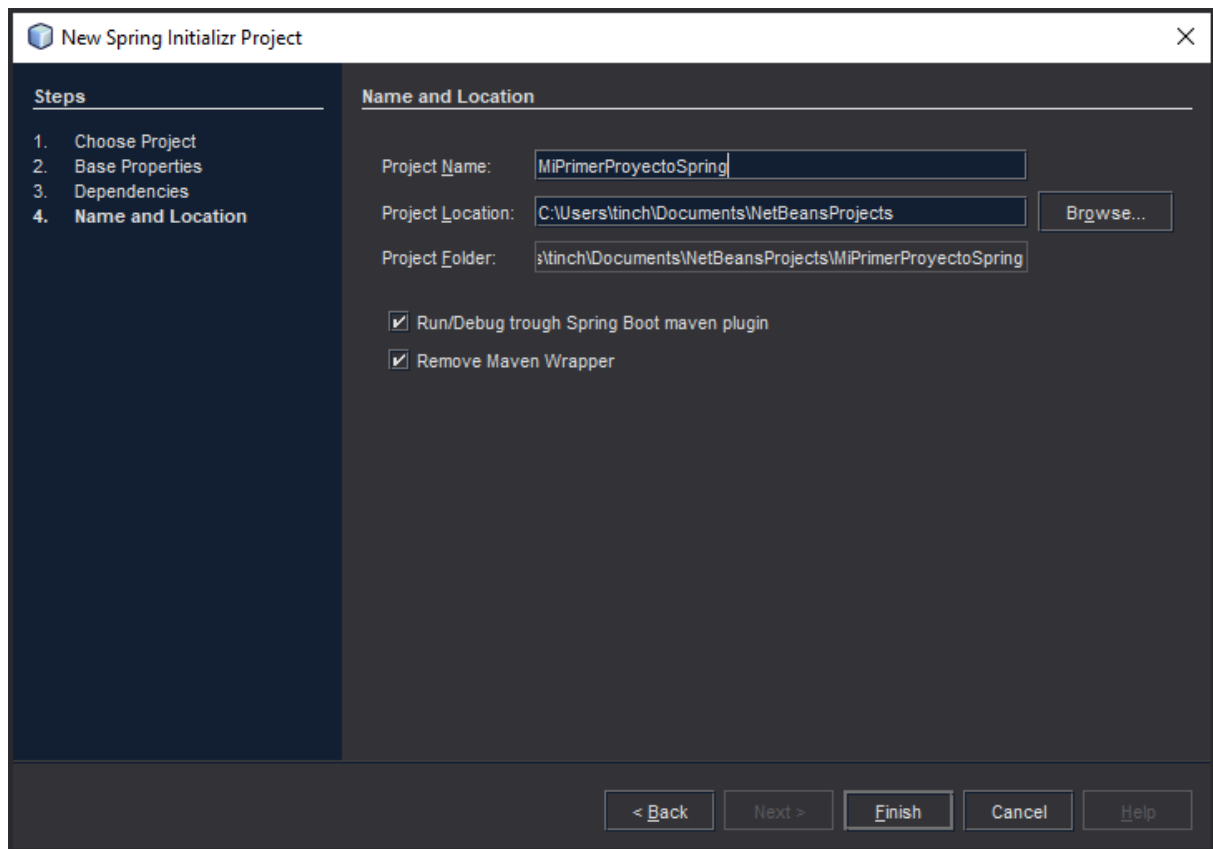 New Spring Initializr Project
Steps
1. Choose Project
2. Base Properties
3. Dependencies
4. Name and Location
Name and Location
Project Name: MiPrimerProyectoSpring
Project Location: C:\Users\tinch\Documents\NetBeansProjects Browse...
Project Folder: s\tinch\Documents\NetBeansProjects\MiPrimerProyectoSpring
Run/Debug trough Spring Boot maven plugin
Remove Maven Wrapper
< Back Next > Finish Cancel Help